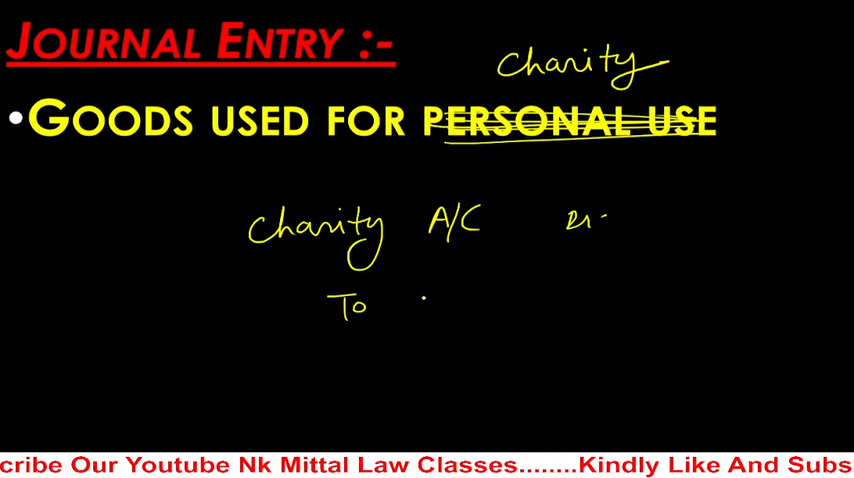 JOURNAL ENTRY :-
Charity
•GOODS USED FOR PERSONAL USE
Charity A/C Dr.
To
cribe Our Youtube Nk Mittal Law Classes........Kindly Like And Subs